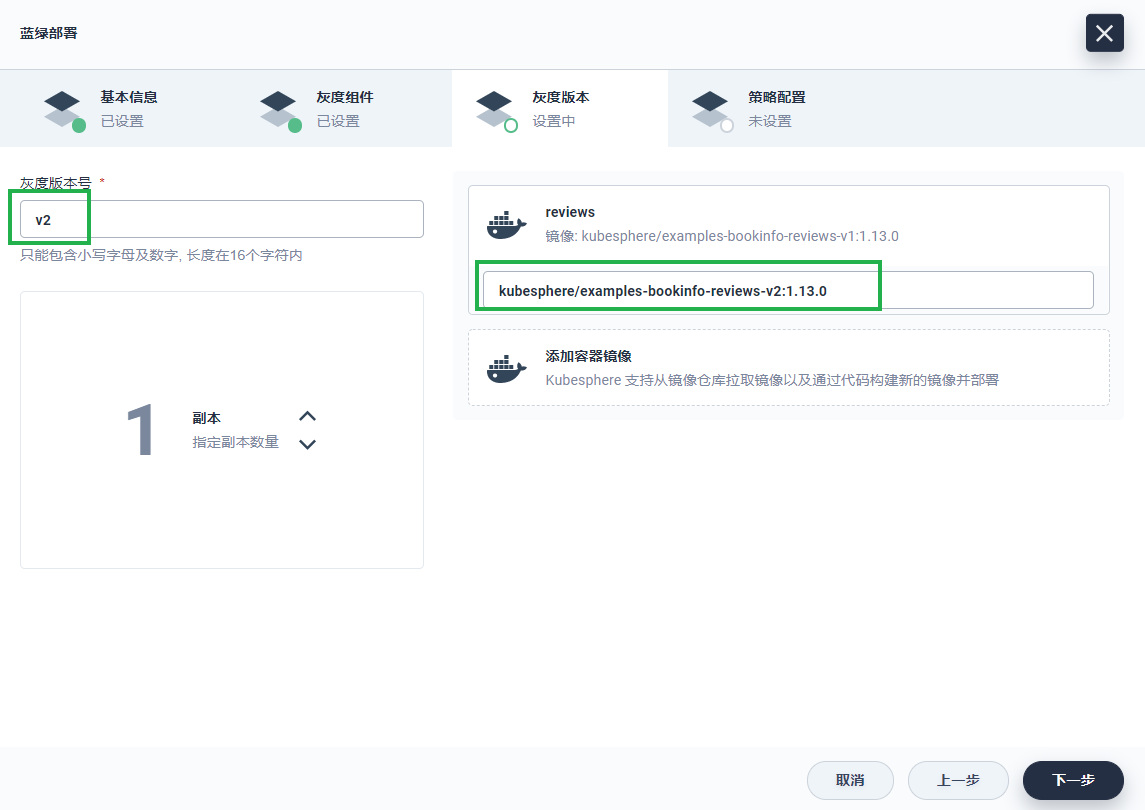 蓝绿部署
基本信息
已设置
灰度组件
已设置
灰度版本
设置中
策略配置
未设置
灰度版本号 *
v2
只能包含小写字母及数字, 长度在16个字符内
1
副本
指定副本数量
reviews
镜像: kubesphere/examples-bookinfo-reviews-v1:1.13.0
kubesphere/examples-bookinfo-reviews-v2:1.13.0
添加容器镜像
Kubesphere 支持从镜像仓库拉取镜像以及通过代码构建新的镜像并部署
取消
上一步
下一步